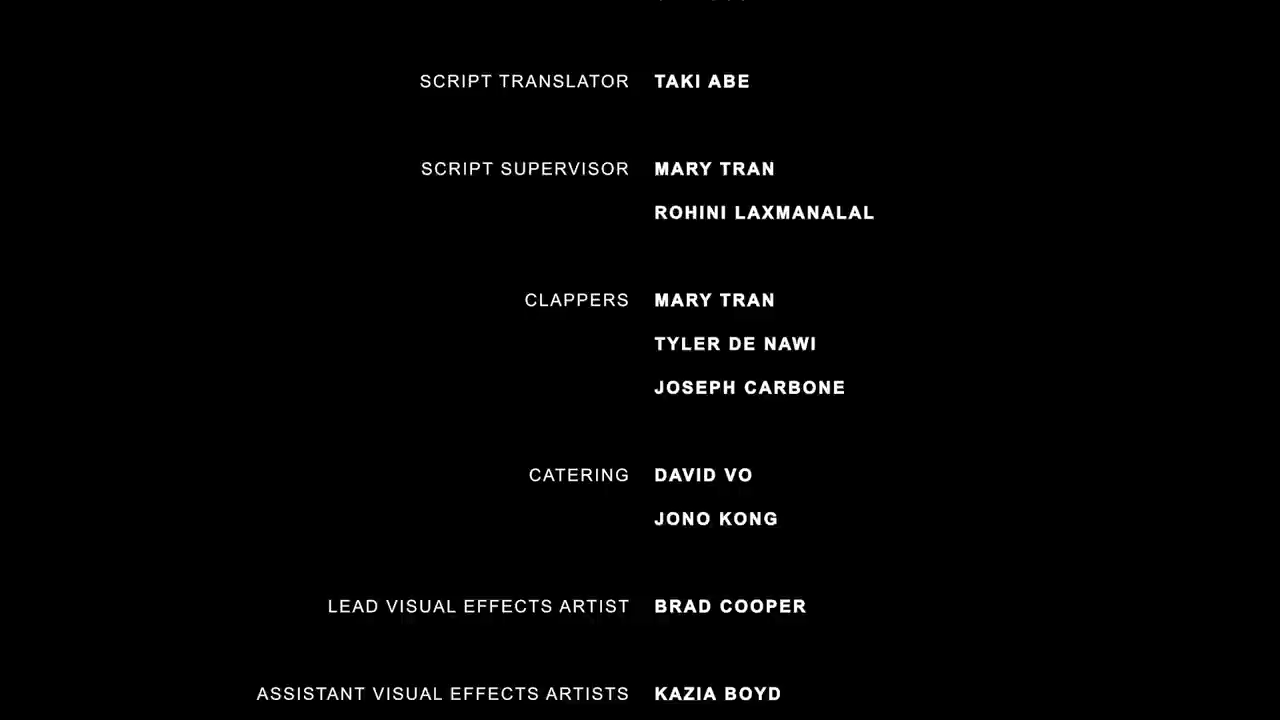 SCRIPT TRANSLATOR TAKI ABE
SCRIPT SUPERVISOR MARY TRAN
ROHINI LAXMANALAL
CLAPPERS MARY TRAN
TYLER DE NAWI
JOSEPH CARBONE
CATERING DAVID VO
JONO KONG
LEAD VISUAL EFFECTS ARTIST BRAD COOPER
ASSISTANT VISUAL EFFECTS ARTISTS KAZIA BOYD